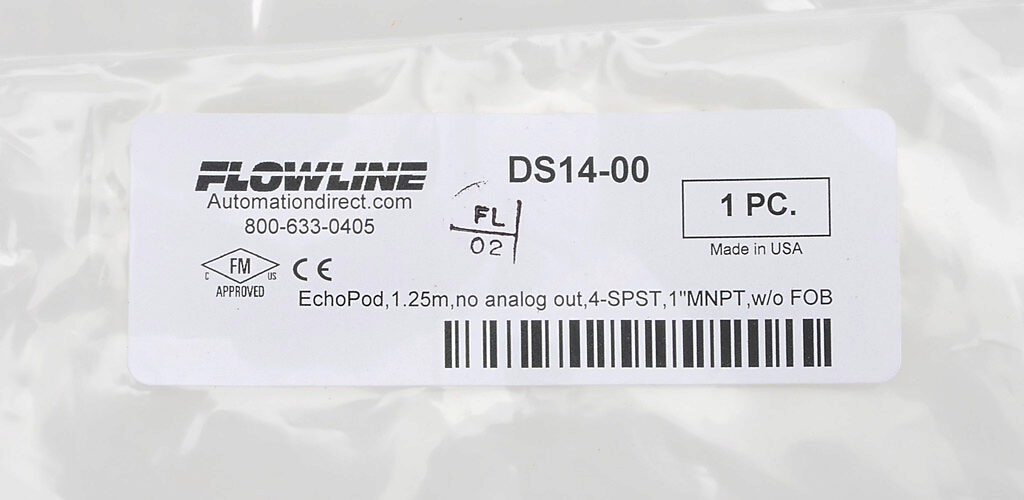 FLOWLINE
Automationdirect.com
800-633-0405
DS14-00
FL
02
1 PC.
Made in USA
C FM US
APPROVED
CE
EchoPod,1.25m,no analog out,4-SPST,1"MNPT,w/o FOB